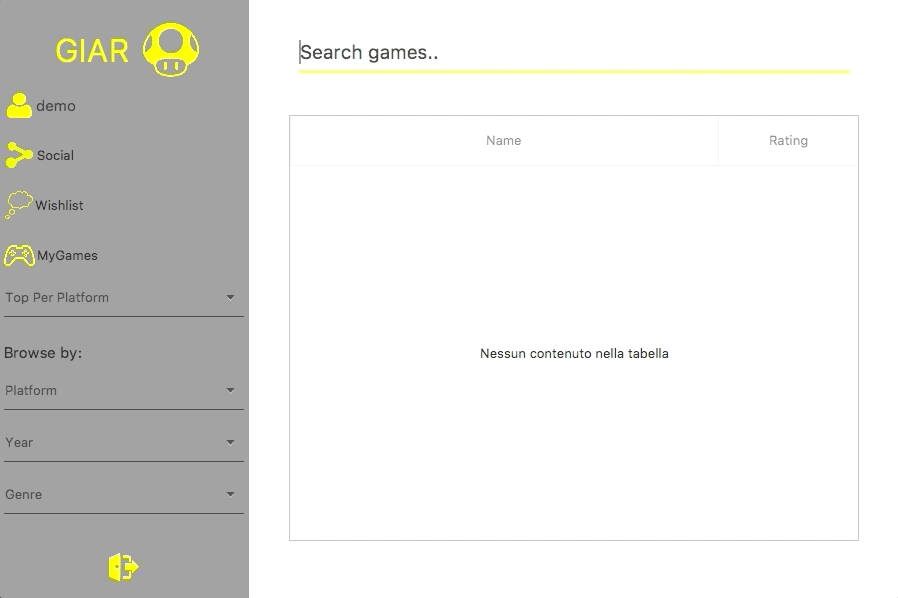 GIAR
demo
Social
Wishlist
MyGames
Top Per Platform
Browse by:
Platform
Year
Genre
Search games..
Name Rating
Nessun contenuto nella tabella